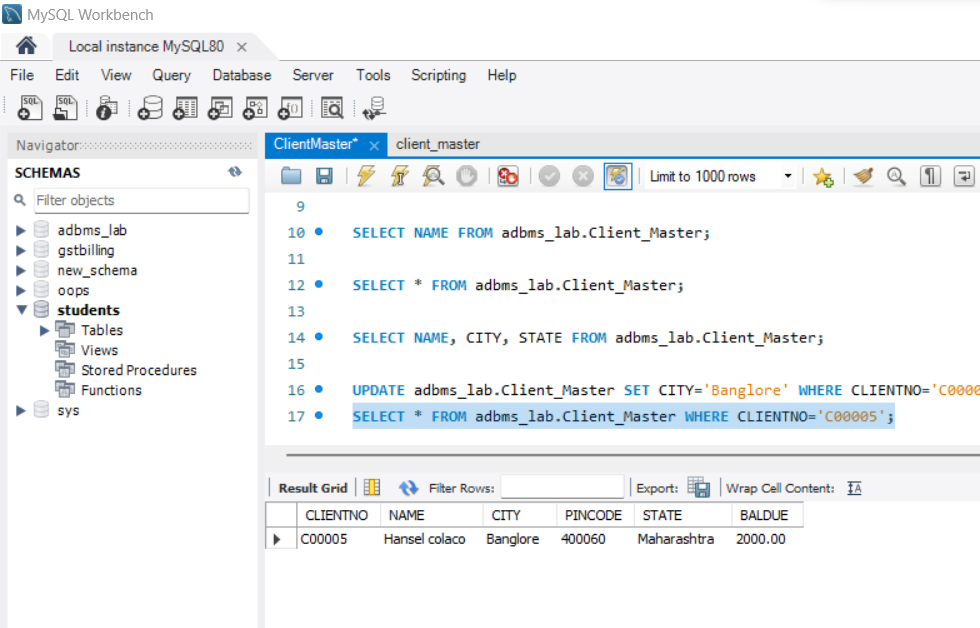 MySQL Workbench
Local instance MySQL80
File Edit View Query Database Server Tools Scripting Help
SQL SQL
Navigator
SCHEMAS
Filter objects
adbms_lab
gstbilling
new_schema
oops
students
Tables
Views
Stored Procedures
Functions
sys
ClientMaster* client_master
Limit to 1000 rows
9
10 SELECT NAME FROM adbms_lab.Client_Master;
11
12 SELECT * FROM adbms_lab.Client_Master;
13
14 SELECT NAME, CITY, STATE FROM adbms_lab.Client_Master;
15
16 UPDATE adbms_lab.Client_Master SET CITY='Banglore' WHERE CLIENTNO='C0000
17 SELECT * FROM adbms_lab.Client_Master WHERE CLIENTNO='C00005';
Result Grid Filter Rows: Export: Wrap Cell Content: IA
CLIENTNO NAME CITY PINCODE STATE BALDUE
C00005 Hansel colaco Banglore 400060 Maharashtra 2000.00